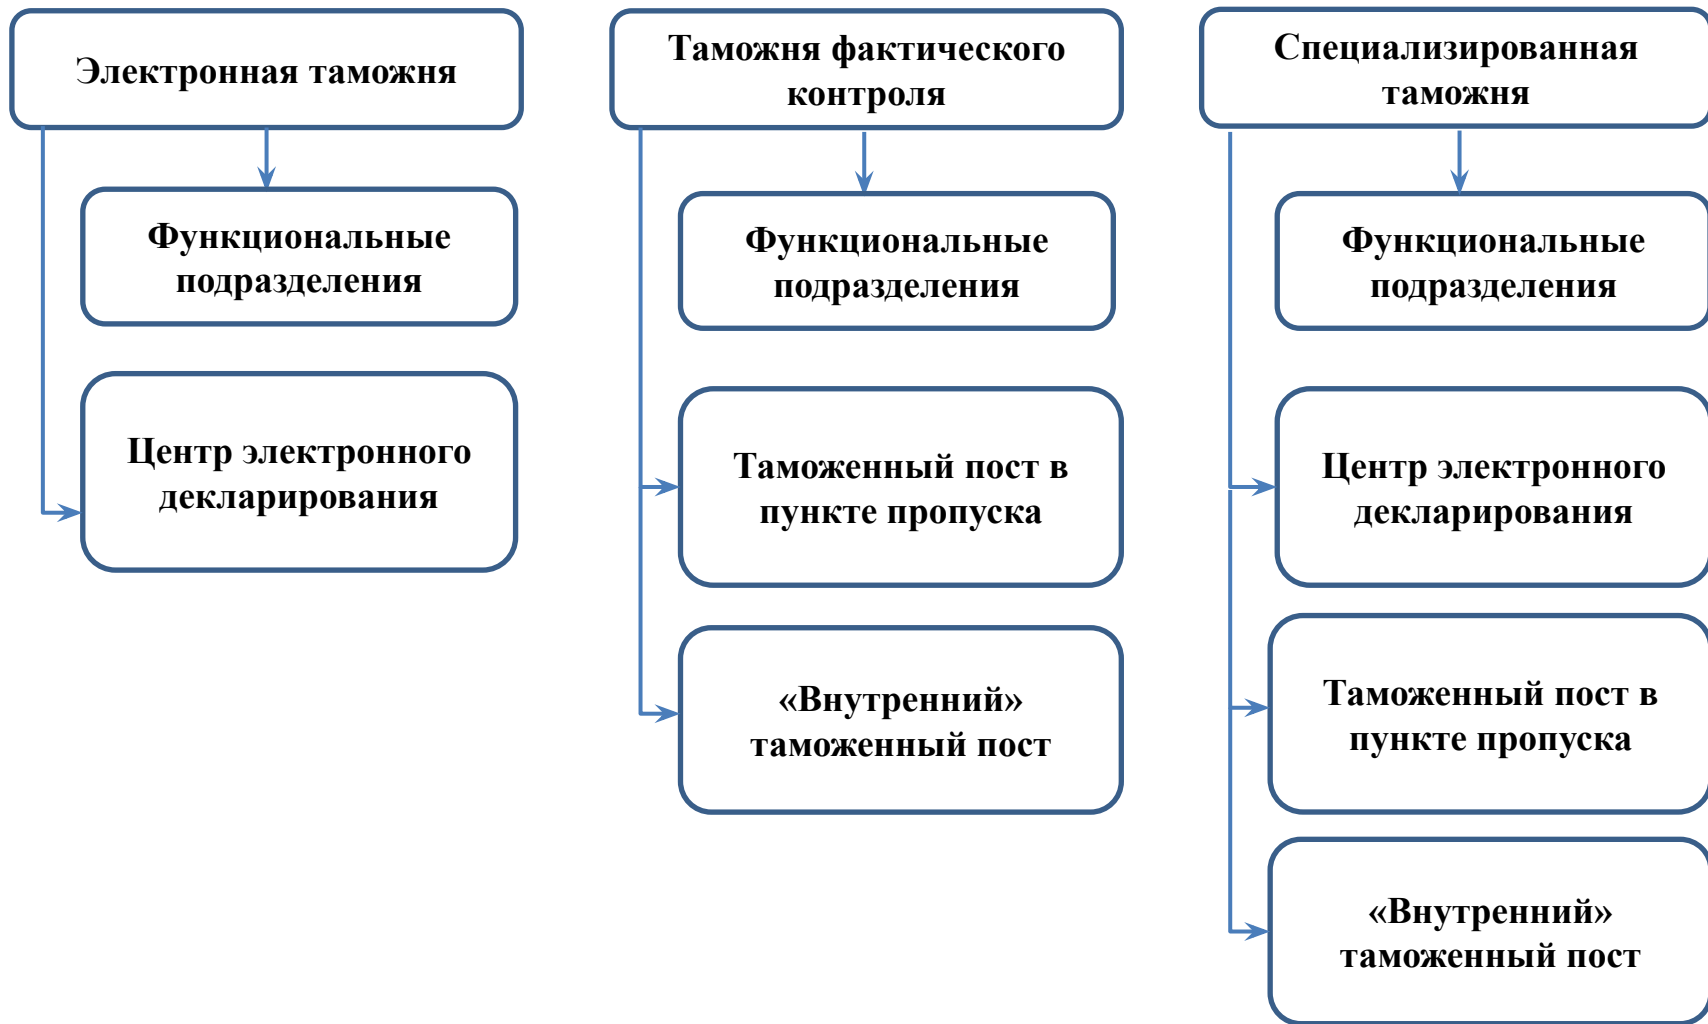 Электронная таможня
Функциональные
подразделения
Центр электронного
декларирования
Таможня фактического
контроля
Функциональные
подразделения
Таможенный пост в
пункте пропуска
«Внутренний»
таможенный пост
Специализированная
таможня
Функциональные
подразделения
Центр электронного
декларирования
Таможенный пост в
пункте пропуска
«Внутренний»
таможенный пост